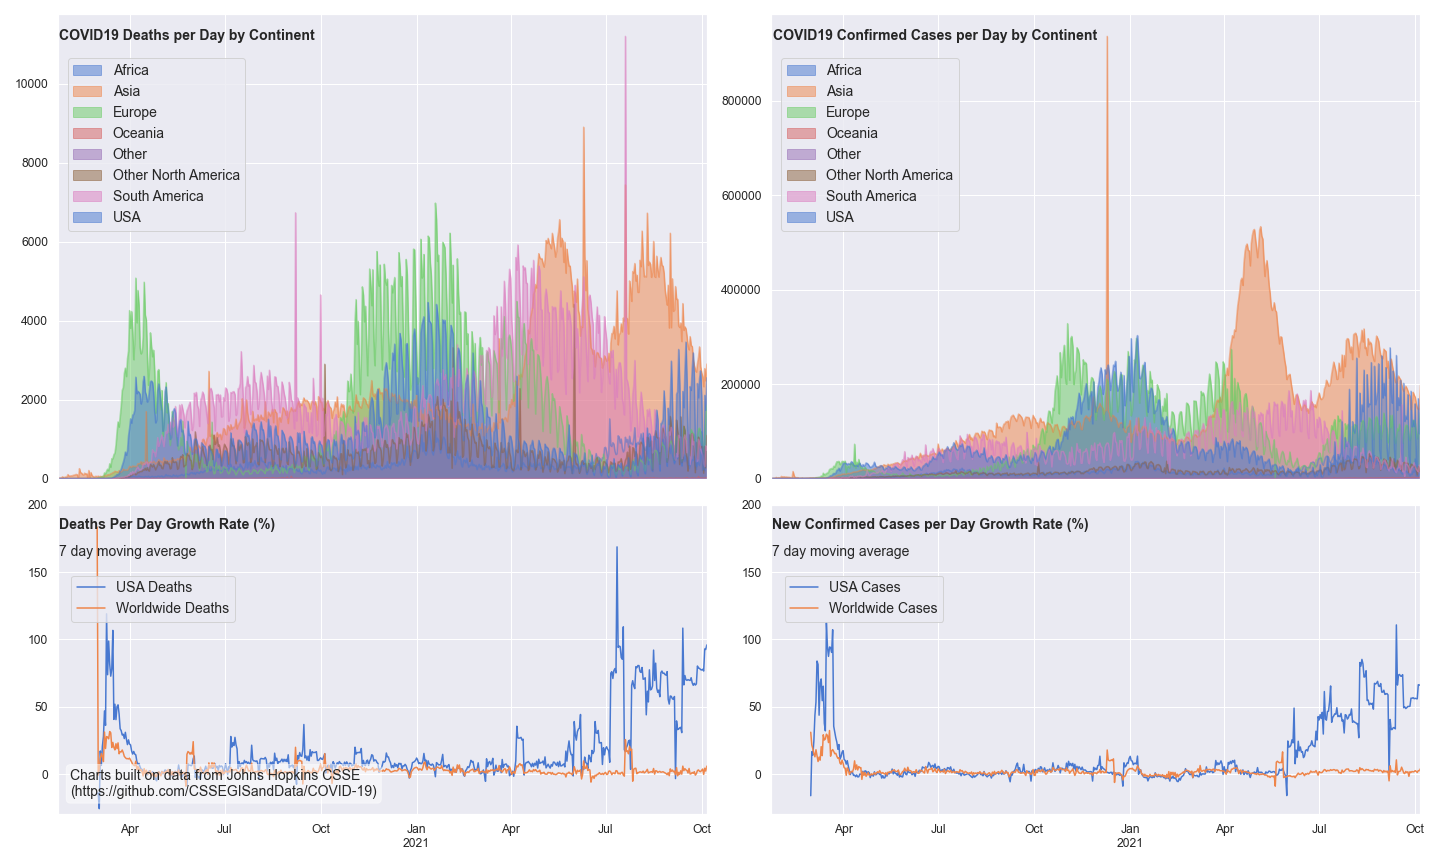 COVID19 Deaths per Day by Continent
Africa
Asia
Europe
Oceania
Other
Other North America
South America
USA
10000
8000
6000
4000
2000
0
COVID19 Confirmed Cases per Day by Continent
Africa
Asia
Europe
Oceania
Other
Other North America
South America
USA
800000
600000
400000
200000
0
Deaths Per Day Growth Rate (%)
7 day moving average
USA Deaths
Worldwide Deaths
200
150
100
50
0
Charts built on data from Johns Hopkins CSSE
(https://github.com/CSSEGISandData/COVID-19)
Apr Jul Oct Jan Apr Jul Oct
2021
New Confirmed Cases per Day Growth Rate (%)
7 day moving average
USA Cases
Worldwide Cases
200
150
100
50
0
Apr Jul Oct Jan Apr Jul Oct
2021